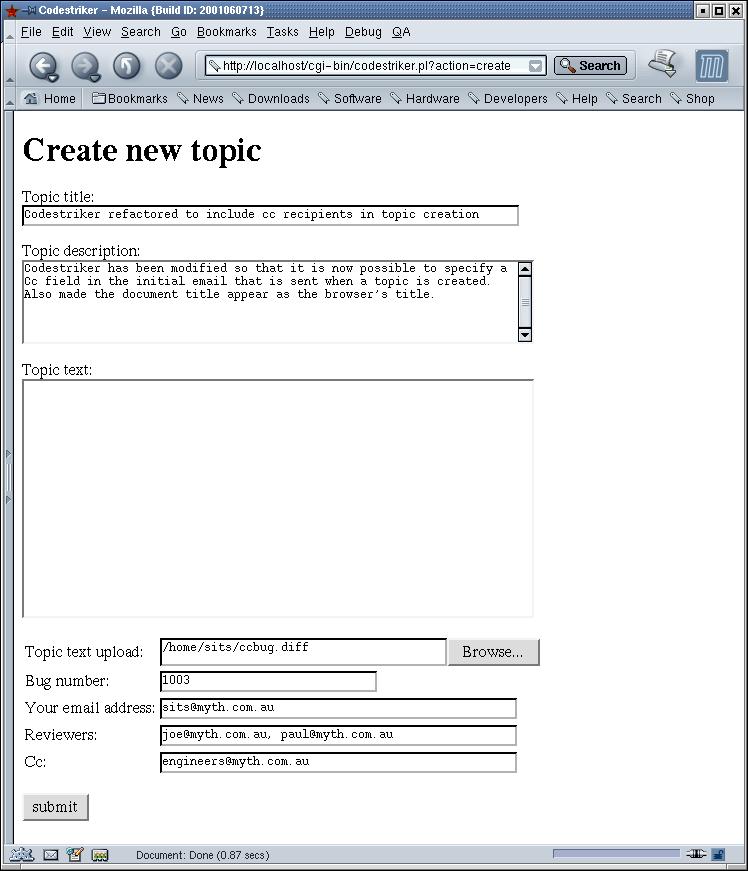 Codestriker - Mozilla {Build ID: 2001060713}
File Edit View Search Go Bookmarks Tasks Help Debug QA
http://localhost/cgi-bin/codestriker.pl?action=create Search
Home Bookmarks News Downloads Software Hardware Developers Help Search Shop
Create new topic
Topic title:
Codestriker refactored to include cc recipients in topic creation
Topic description:
Codestriker has been modified so that it is now possible to specify a
Cc field in the initial email that is sent when a topic is created.
Also made the document title appear as the browser's title.
Topic text:
Topic text upload: /home/sits/ccbug.diff Browse...
Bug number: 1003
Your email address: sits@myth.com.au
Reviewers: joe@myth.com.au, paul@myth.com.au
Cc: engineers@myth.com.au
submit
Document: Done (0.87 secs)